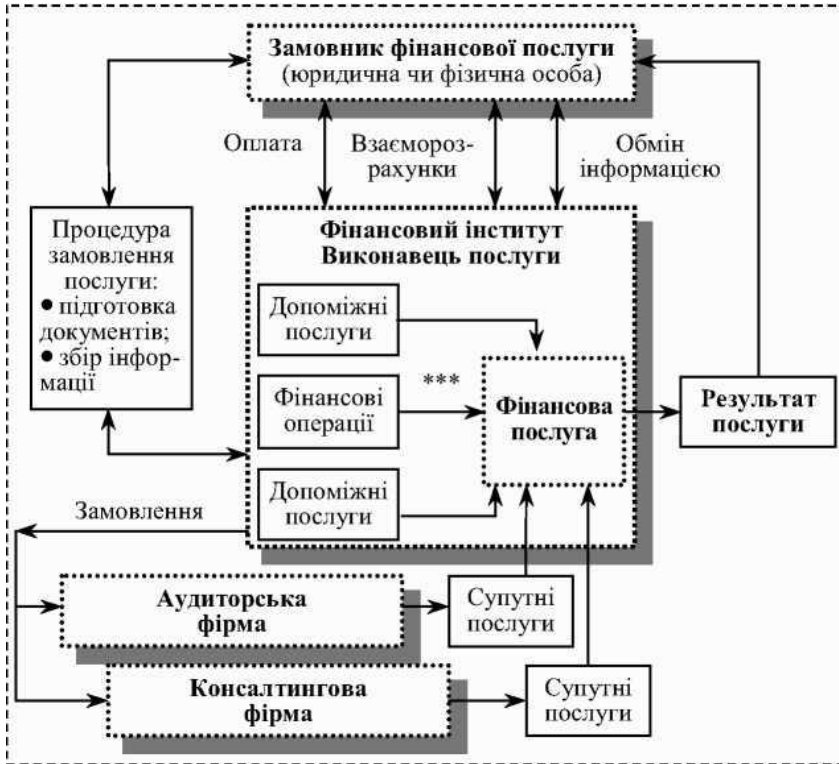 Замовник фінансової послуги
(юридична чи фізична особа)
Оплата
Взаємороз-
рахунки
Обмін
інформацією
Процедура
замовлення
послуги:
● підготовка
документів;
● збір інфор-
мації
Фінансовий інститут
Виконавець послуги
Допоміжні
послуги
Фінансові
операції
***
Фінансова
послуга
Результат
послуги
Допоміжні
послуги
Замовлення
Аудиторська
фірма
Супутні
послуги
Консалтингова
фірма
Супутні
послуги